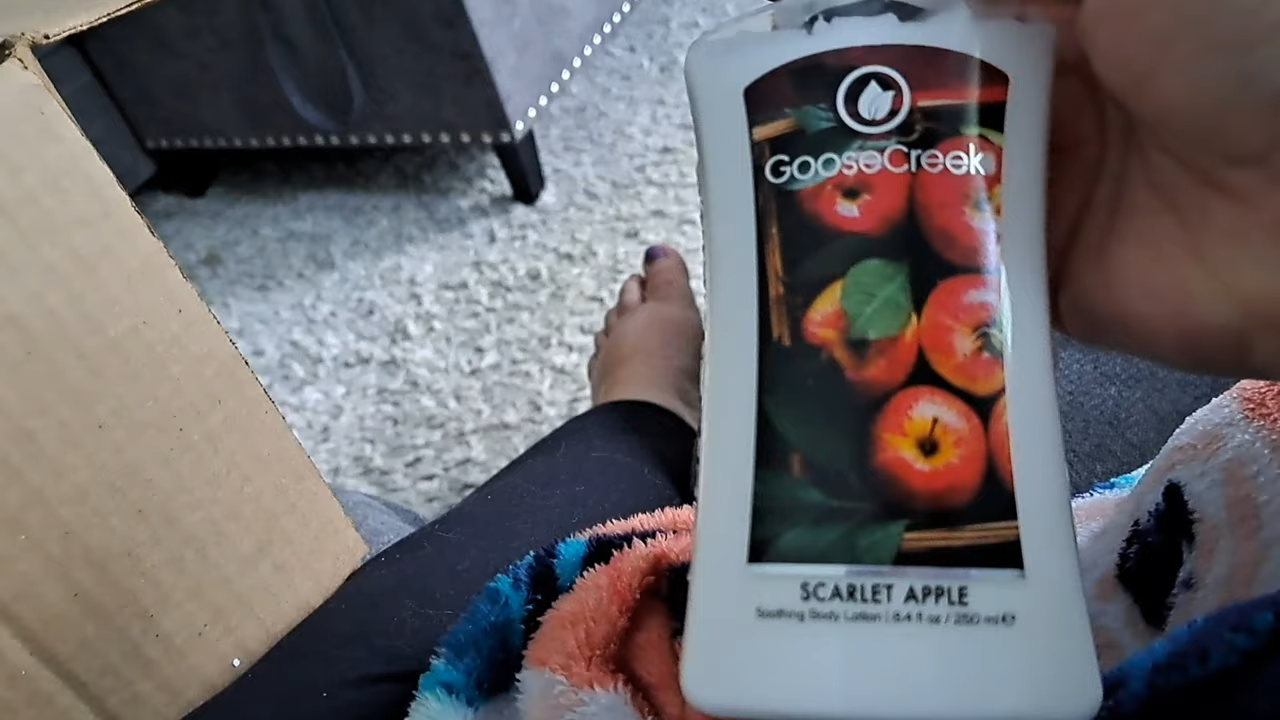 GooseCreek
SCARLET APPLE
Soothing Body Lotion | 8.4 fl oz / 250 ml ℮